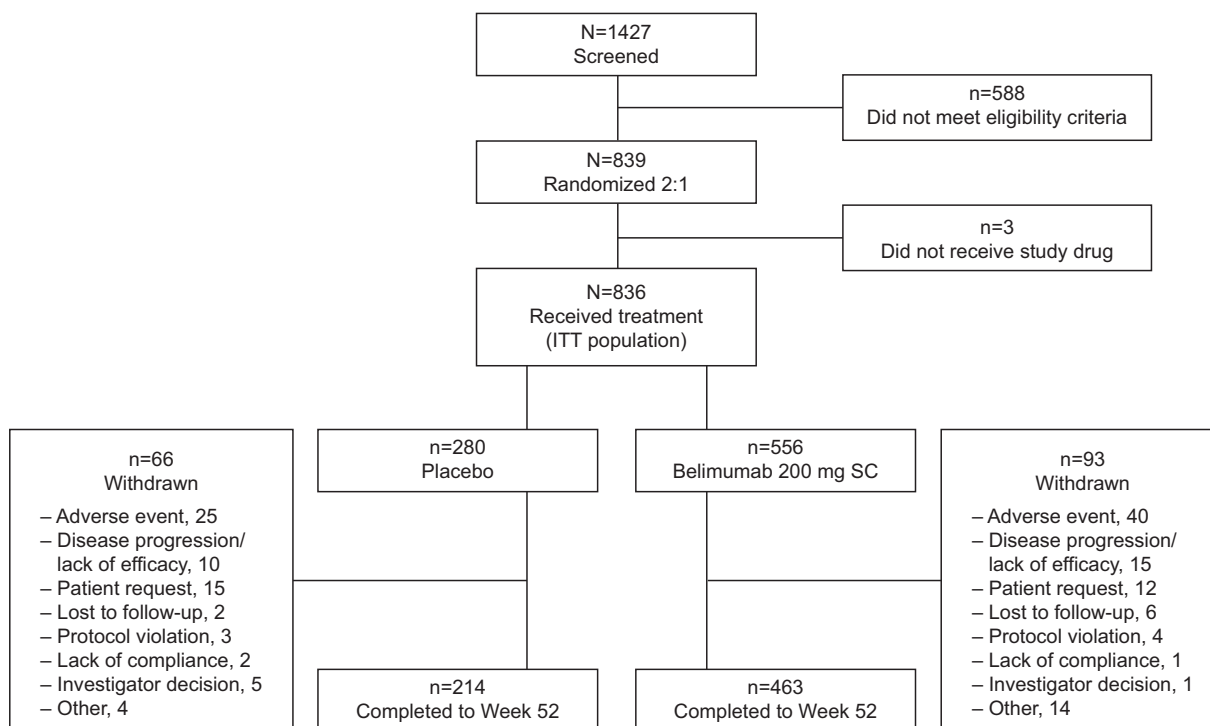 N=1427
Screened
n=588
Did not meet eligibility criteria
N=839
Randomized 2:1
n=3
Did not receive study drug
N=836
Received treatment
(ITT population)
n=66
Withdrawn
– Adverse event, 25
– Disease progression/
lack of efficacy, 10
– Patient request, 15
– Lost to follow-up, 2
– Protocol violation, 3
– Lack of compliance, 2
– Investigator decision, 5
– Other, 4
n=280
Placebo
n=556
Belimumab 200 mg SC
n=93
Withdrawn
– Adverse event, 40
– Disease progression/
lack of efficacy, 15
– Patient request, 12
– Lost to follow-up, 6
– Protocol violation, 4
– Lack of compliance, 1
– Investigator decision, 1
– Other, 14
n=214
Completed to Week 52
n=463
Completed to Week 52